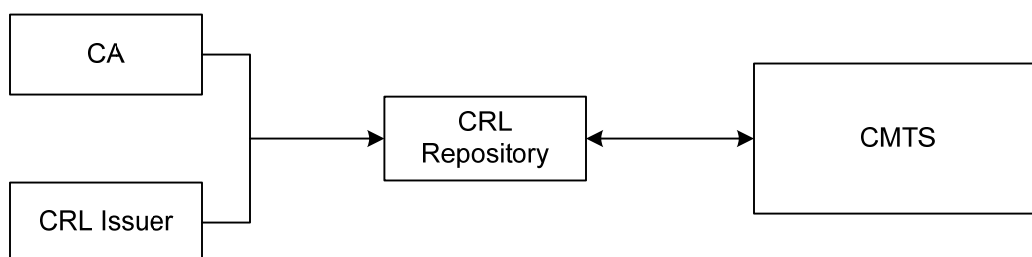 CA
CRL Issuer
CRL
Repository
CMTS